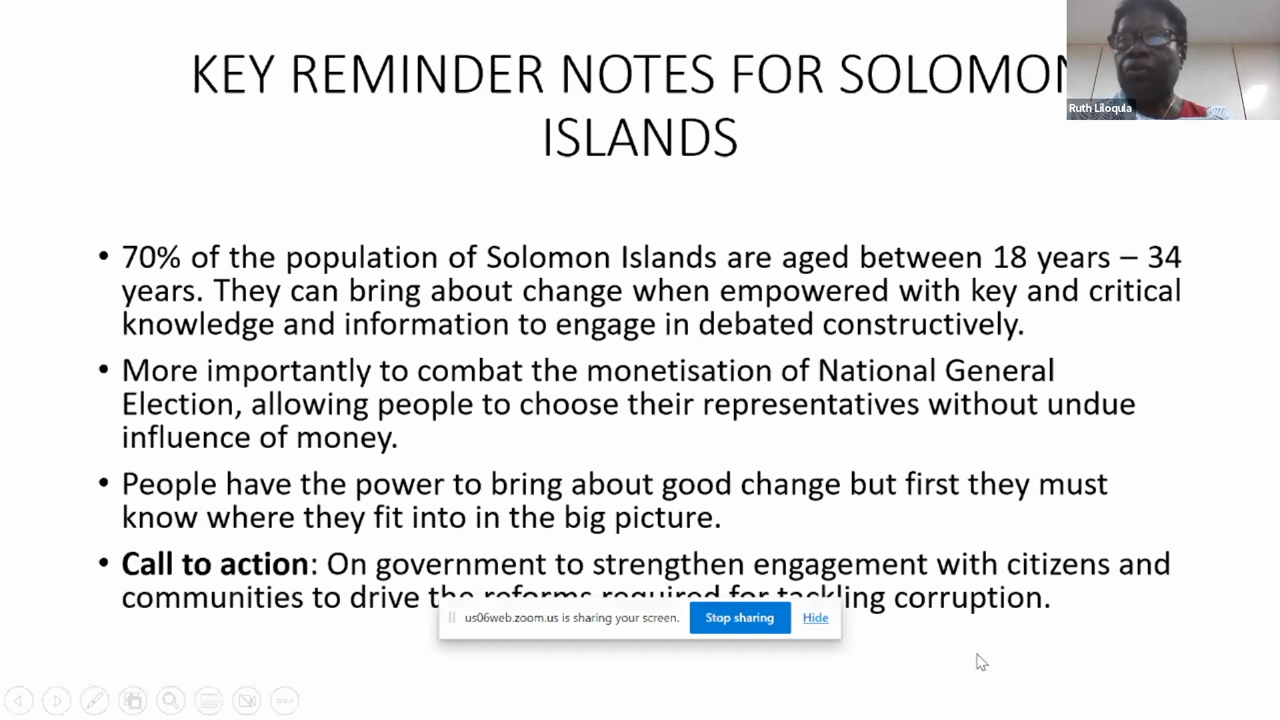 KEY REMINDER NOTES FOR SOLOMON
ISLANDS
Ruth Liloqula
• 70% of the population of Solomon Islands are aged between 18 years – 34
years. They can bring about change when empowered with key and critical
knowledge and information to engage in debated constructively.
• More importantly to combat the monetisation of National General
Election, allowing people to choose their representatives without undue
influence of money.
• People have the power to bring about good change but first they must
know where they fit into in the big picture.
• Call to action: On government to strengthen engagement with citizens and
communities to drive the reforms required for tackling corruption.
us06web.zoom.us is sharing your screen. Stop sharing Hide